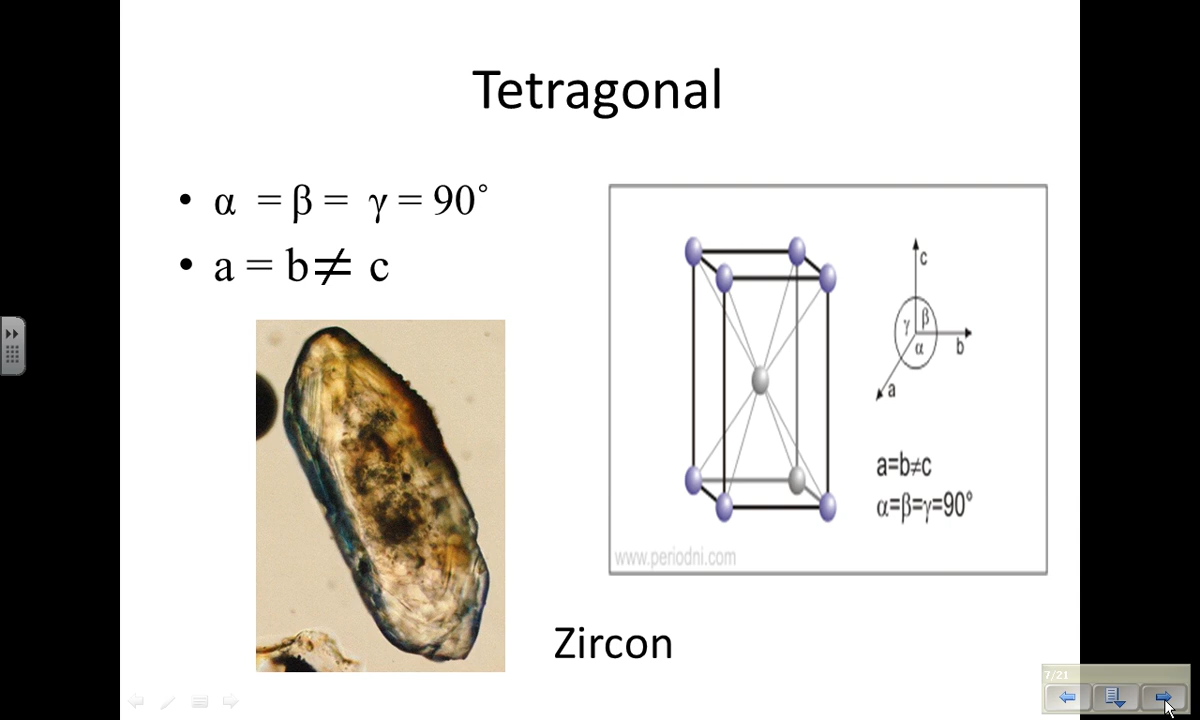 Tetragonal
• α = β = γ = 90°
• a = b ≠ c
c
γ β
α b
a
a=b≠c
α=β=γ=90°
www.periodni.com
Zircon
7/21